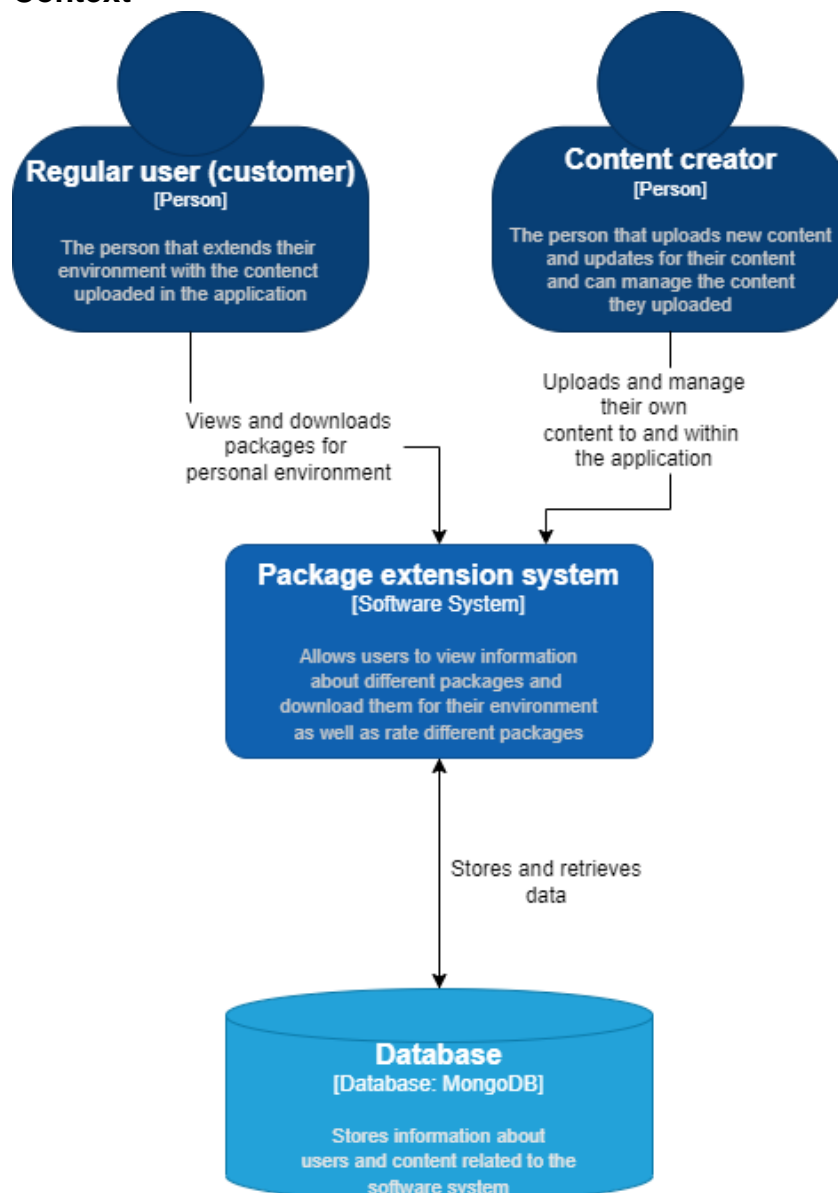 Context
Regular user (customer)
[Person]
The person that extends their
environment with the contenct
uploaded in the application
Content creator
[Person]
The person that uploads new content
and updates for their content
and can manage the content
they uploaded
Views and downloads
packages for
personal environment
Uploads and manage
their own
content to and within
the application
Package extension system
[Software System]
Allows users to view information
about different packages and
download them for their environment
as well as rate different packages
Stores and retrieves
data
Database
[Database: MongoDB]
Stores information about
users and content related to the
software system